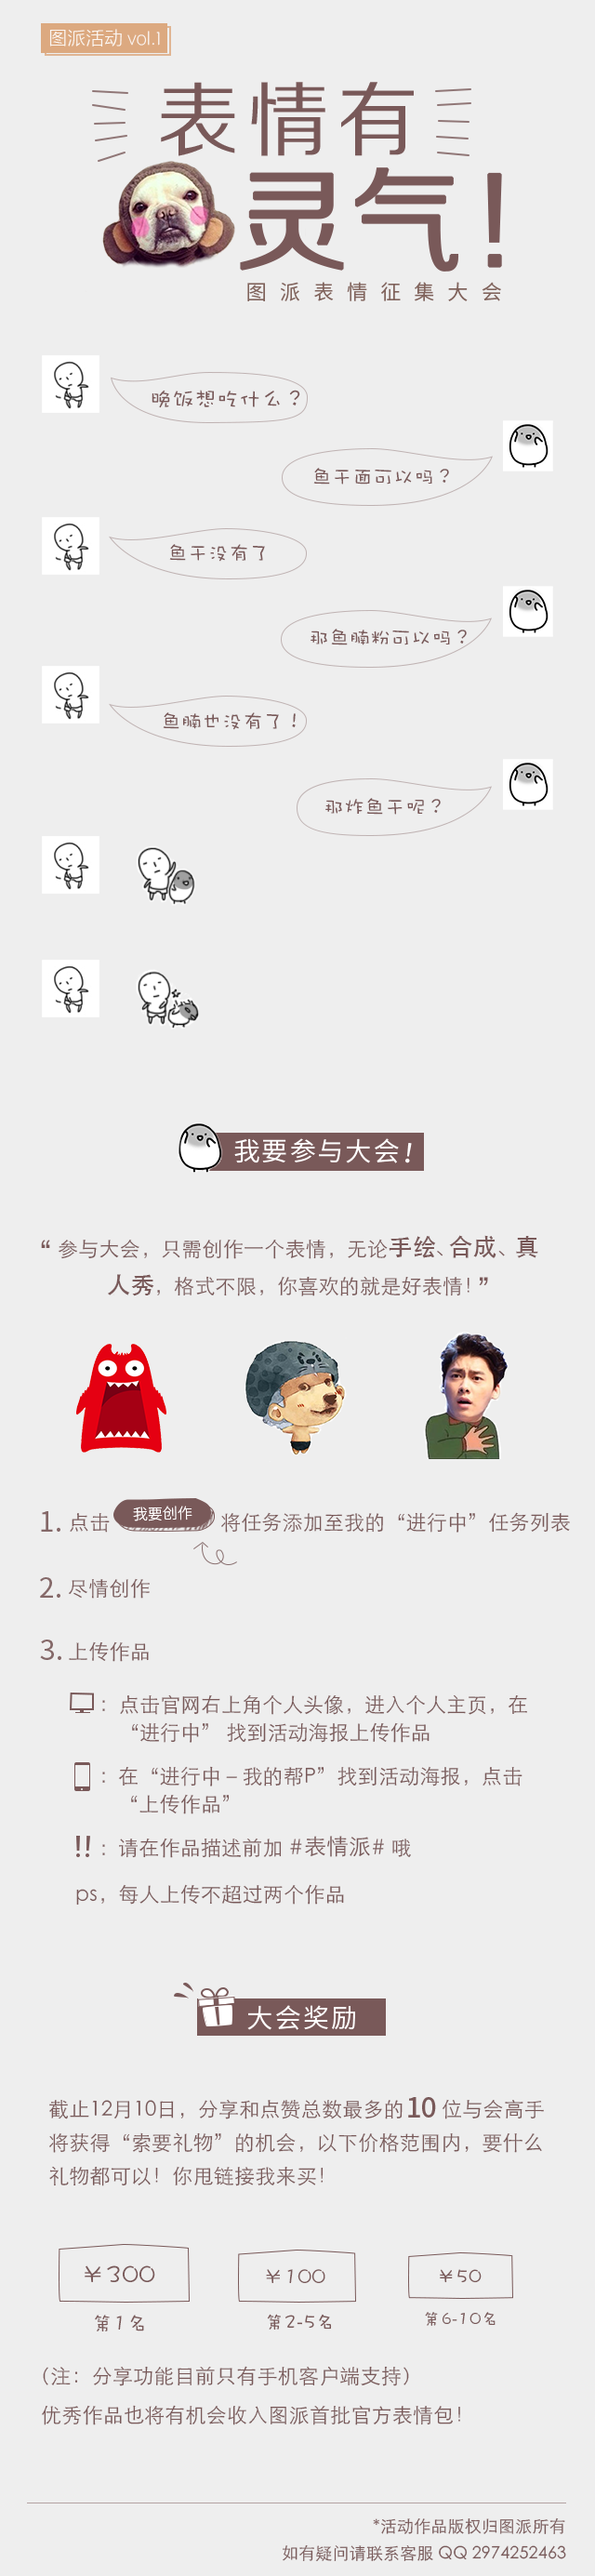 图派活动 vol.1
表情有
灵气！
图派表情征集大会
晚饭想吃什么？
鱼干面可以吗？
鱼干没有了
那鱼腩粉可以吗？
鱼腩也没有了！
那炸鱼干呢？
我要参与大会！
“ 参与大会，只需创作一个表情，无论手绘、合成、真
人秀，格式不限，你喜欢的就是好表情！”
1. 点击 我要创作 将任务添加至我的“进行中”任务列表
2. 尽情创作
3. 上传作品
：点击官网右上角个人头像，进入个人主页，在
“进行中” 找到活动海报上传作品
：在“进行中 – 我的帮P”找到活动海报，点击
“上传作品”
!!：请在作品描述前加 #表情派# 哦
ps，每人上传不超过两个作品
大会奖励
截止12月10日，分享和点赞总数最多的10 位与会高手
将获得“索要礼物”的机会，以下价格范围内，要什么
礼物都可以！你甩链接我来买！
￥300 ￥100 ￥50
第1名 第2-5名 第6-10名
(注：分享功能目前只有手机客户端支持)
优秀作品也将有机会收入图派首批官方表情包！
*活动作品版权归图派所有
如有疑问请联系客服 QQ 2974252463